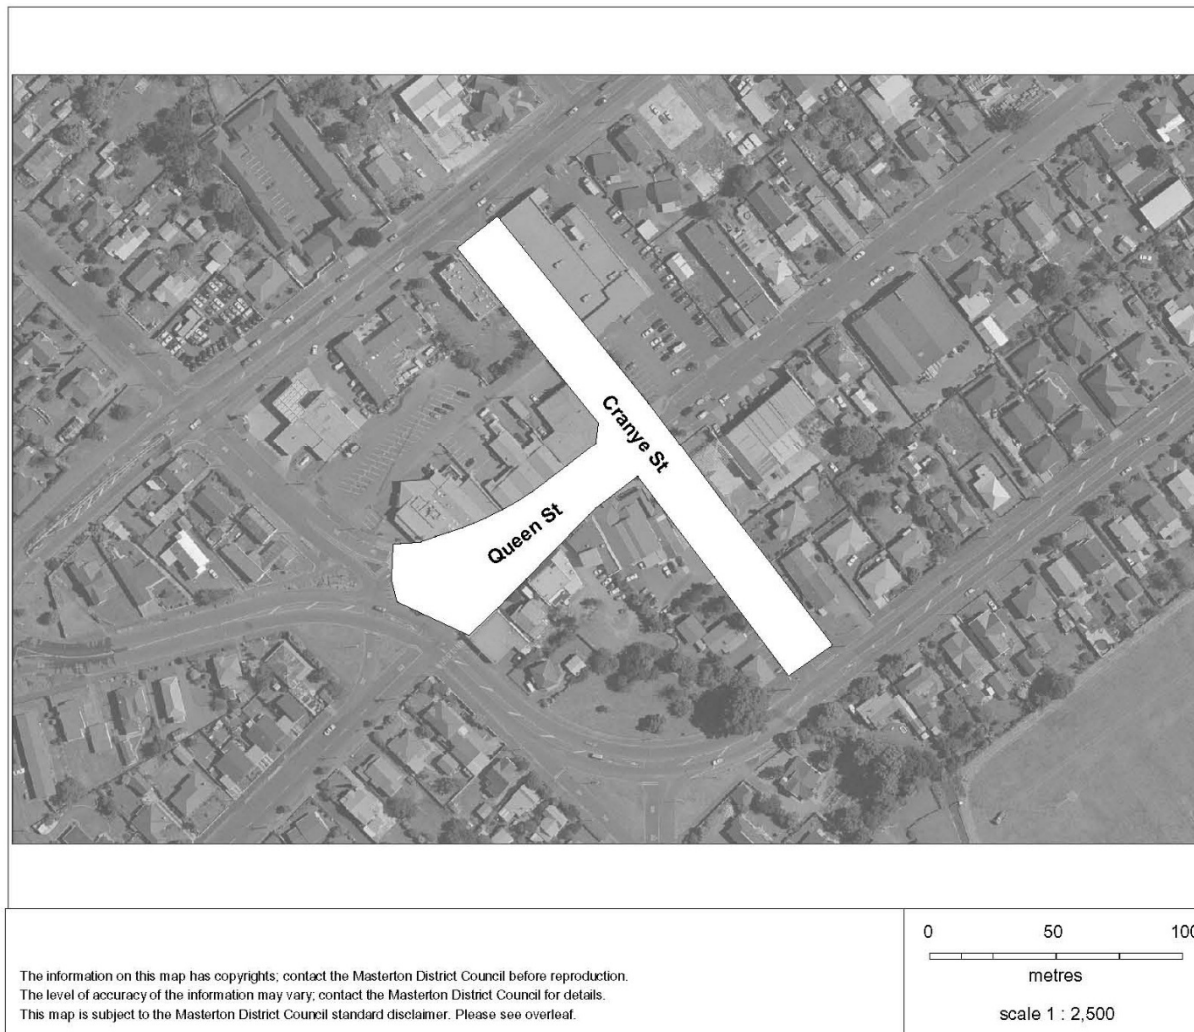 Cranye St
Queen St
The information on this map has copyrights; contact the Masterton District Council before reproduction.
The level of accuracy of the information may vary; contact the Masterton District Council for details.
This map is subject to the Masterton District Council standard disclaimer. Please see overleaf.
0 50 100
metres
scale 1 : 2,500